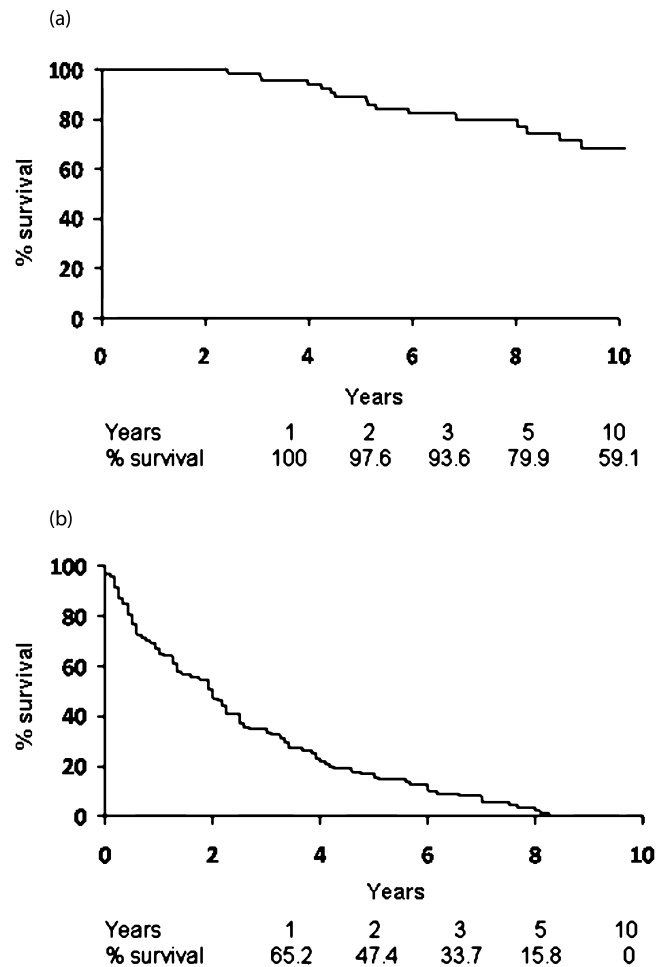 (a)
100
80
60
40
20
0
% survival
0 2 4 6 8 10
Years
Years 1 2 3 5 10
% survival 100 97.6 93.6 79.9 59.1
(b)
100
80
60
40
20
0
% survival
0 2 4 6 8 10
Years
Years 1 2 3 5 10
% survival 65.2 47.4 33.7 15.8 0